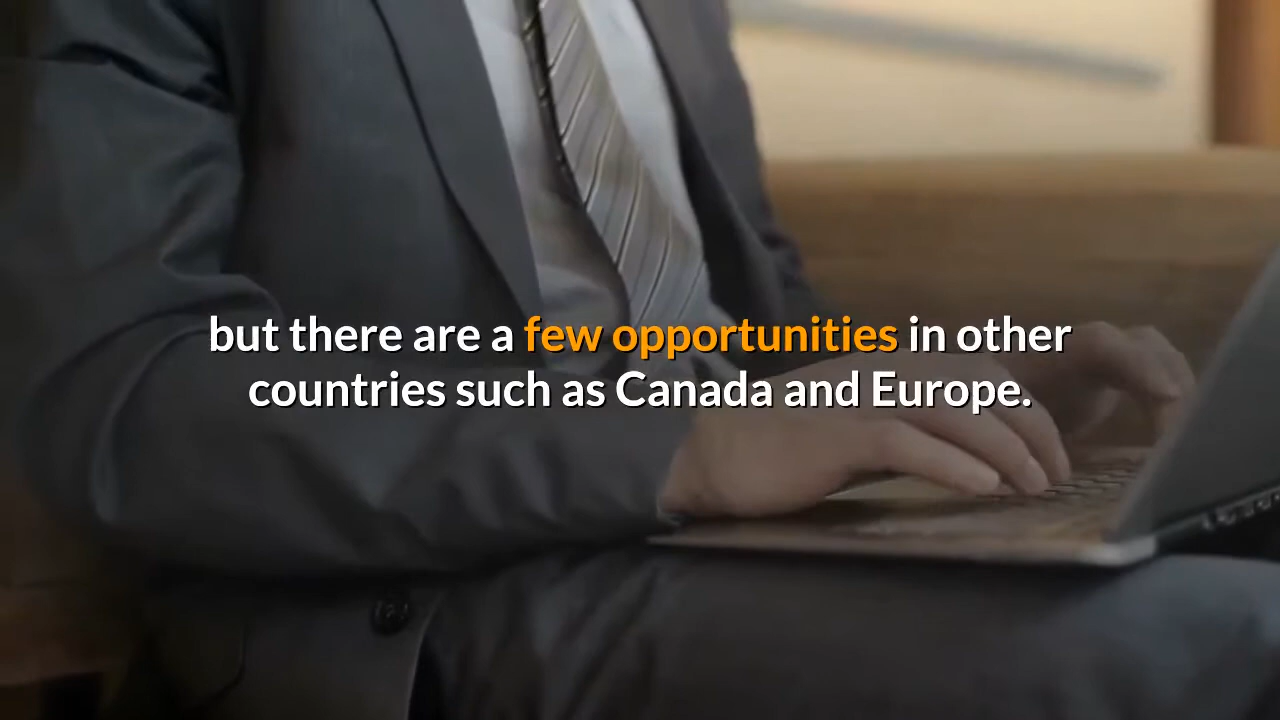 but there are a few opportunities in other
countries such as Canada and Europe.